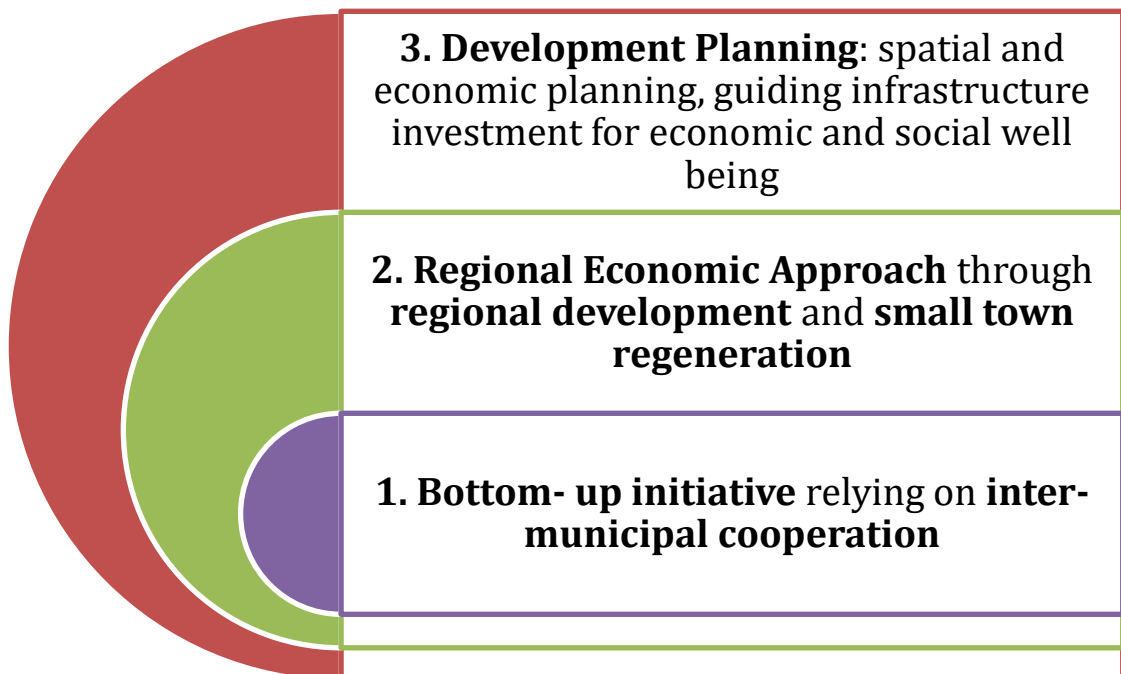 3. Development Planning: spatial and
economic planning, guiding infrastructure
investment for economic and social well
being
2. Regional Economic Approach through
regional development and small town
regeneration
1. Bottom- up initiative relying on inter-
municipal cooperation